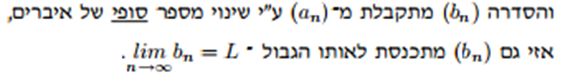 והסדרה (bₙ) מתקבלת מ־(aₙ) ע"י שינוי מספר סופי של איברים,
אזי גם (bₙ) מתכנסת לאותו הגבול ־ lim n→∞ bₙ = L .